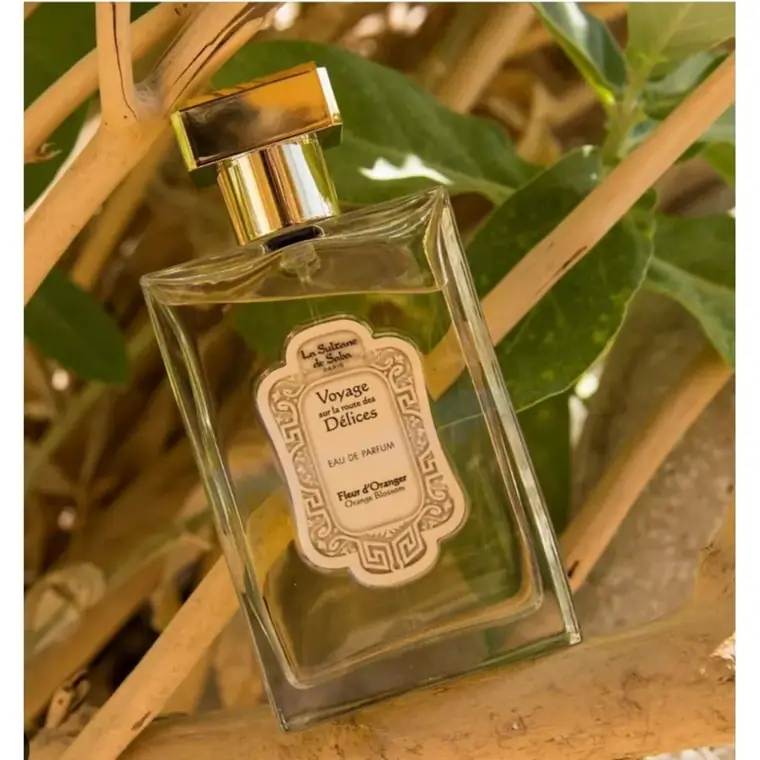 La Sultane
de Saba
PARIS
Voyage
sur la route des
Délices
EAU DE PARFUM
Fleur d'Oranger
Orange Blossom